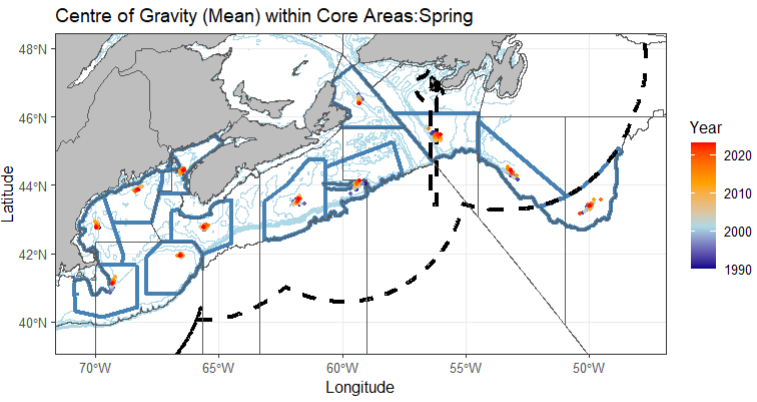 Centre of Gravity (Mean) within Core Areas:Spring
48°N
46°N
44°N
42°N
40°N
Latitude
70°W
65°W
60°W
55°W
50°W
Longitude
Year
2020
2010
2000
1990